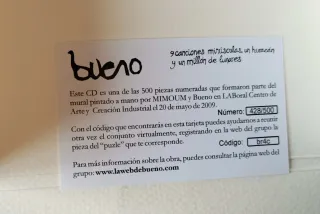 bueno
9 canciones minúsculas, un huracán
y un millón de lugares
Este CD es una de las 500 piezas numeradas que formaron parte del
mural pintado a mano por MIMOUM y Bueno en LABoral Centro de
Arte y Creación Industrial el 20 de mayo de 2009.
Número: 428/500
Con el código que encontrarás en esta tarjeta puedes ayudarnos a reunir
otra vez el conjunto virtualmente, registrando en la web del grupo la
pieza del "puzle" que te corresponde.
Código: br4c
Para más información sobre la obra, puedes consultar la página web del
grupo: www.lawebdebueno.com